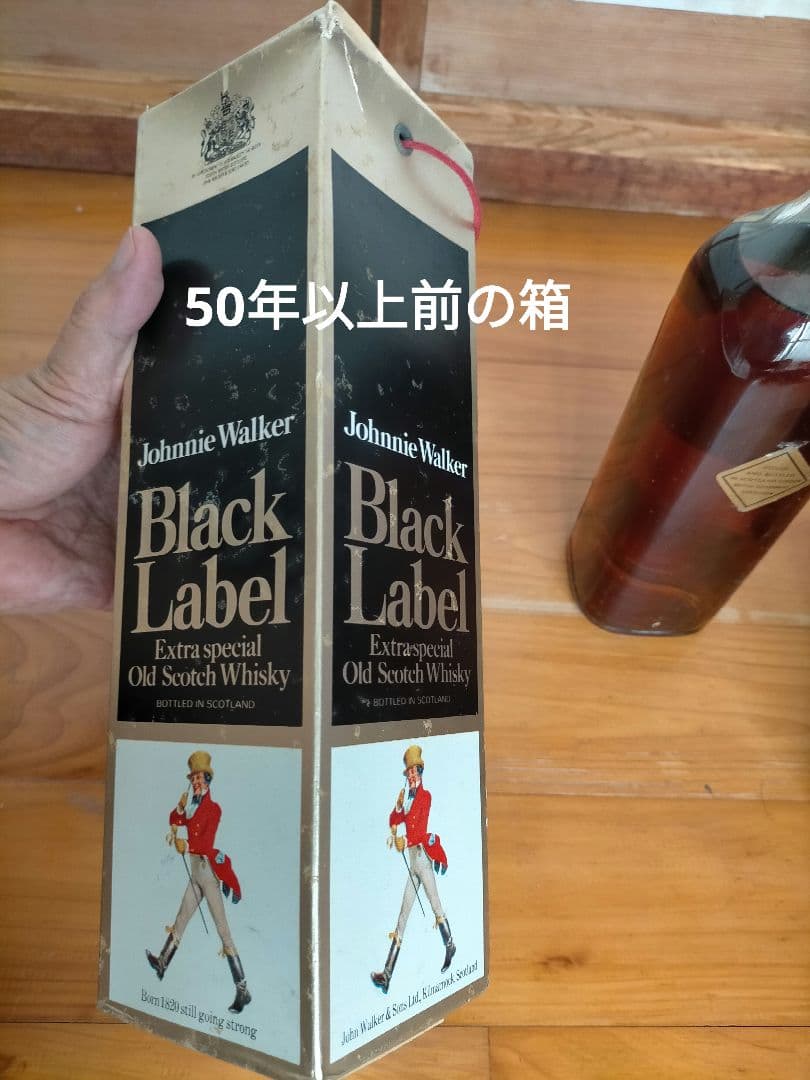 50年以上前の箱
Johnnie Walker
Black
Label
Extra special
Old Scotch Whisky
BOTTLED IN SCOTLAND
Born 1820 still going strong
Johnnie Walker
Black
Label
Extra special
Old Scotch Whisky
BOTTLED IN SCOTLAND
John Walker & Sons Ltd, Kilmarnock, Scotland